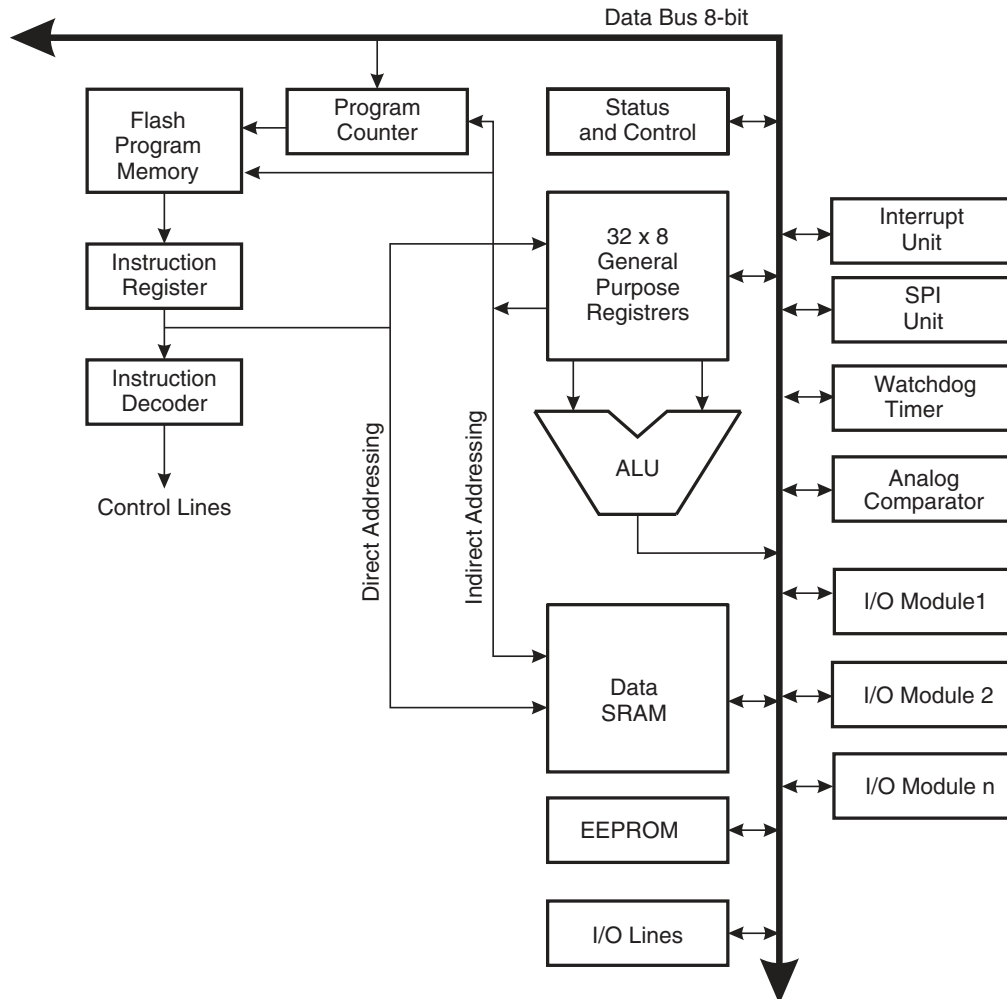 Data Bus 8-bit
Flash
Program
Memory
Program
Counter
Status
and Control
Interrupt
Unit
32 x 8
General
Purpose
Registrers
Instruction
Register
SPI
Unit
Instruction
Decoder
Watchdog
Timer
ALU
Analog
Comparator
Control Lines
Direct Addressing
Indirect Addressing
I/O Module1
Data
SRAM
I/O Module 2
I/O Module n
EEPROM
I/O Lines